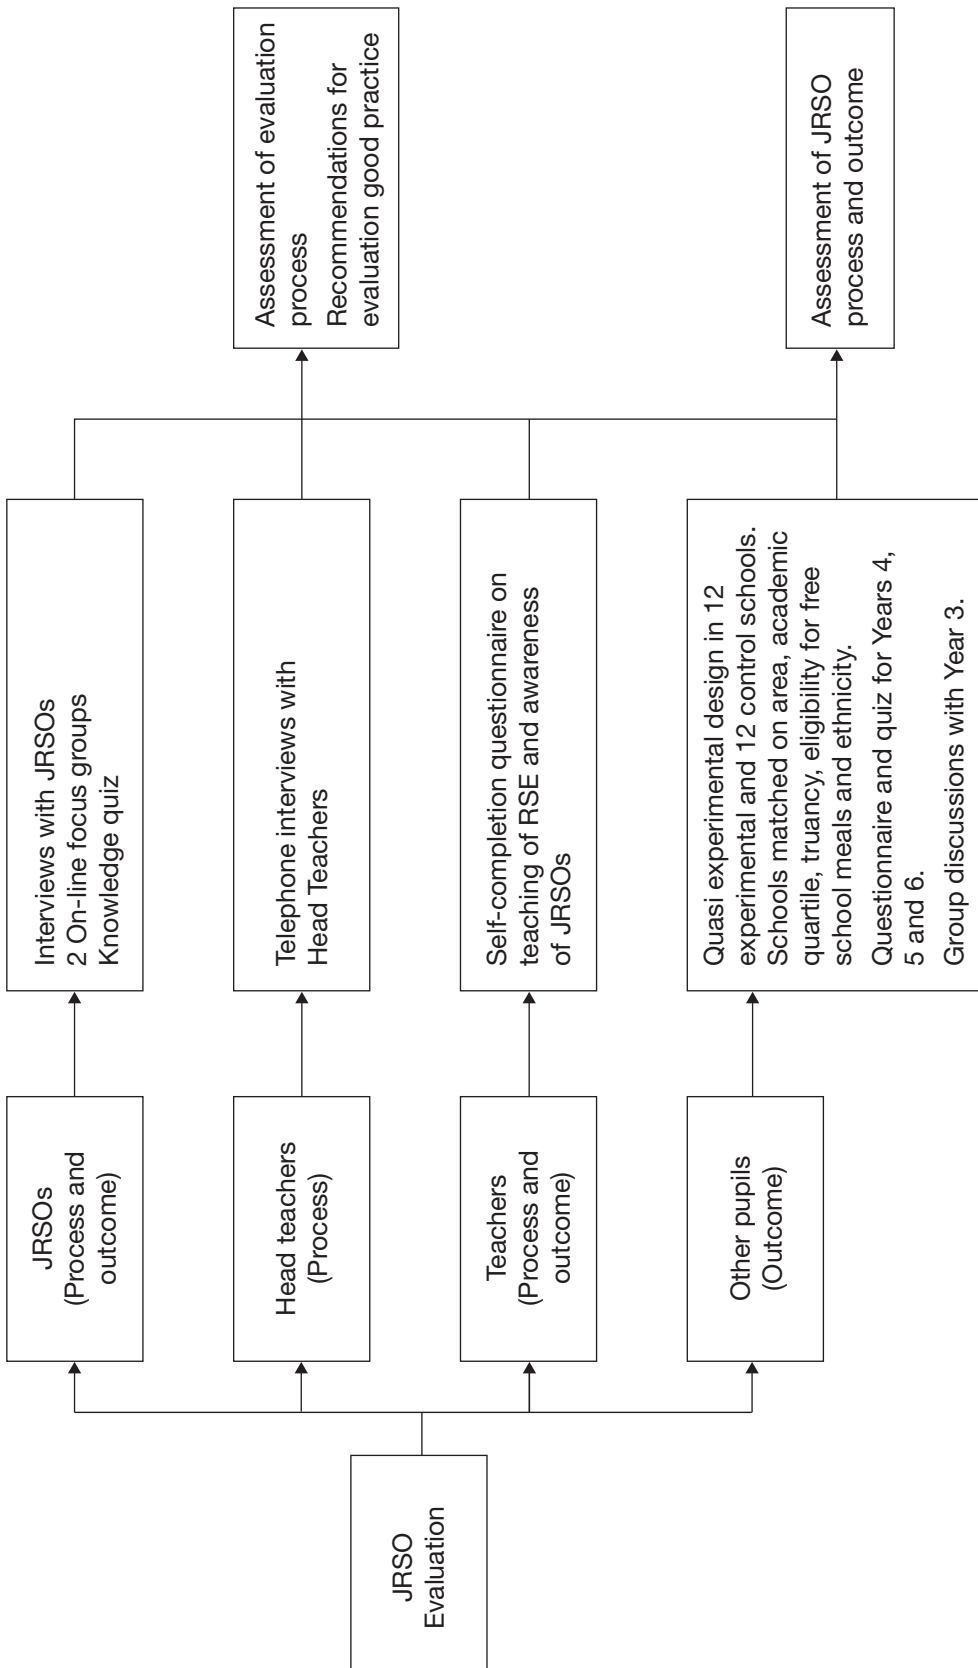 JRSO
Evaluation
JRSOs
(Process and
outcome)
Head teachers
(Process)
Teachers
(Process and
outcome)
Other pupils
(Outcome)
Interviews with JRSOs
2 On-line focus groups
Knowledge quiz
Telephone interviews with
Head Teachers
Self-completion questionnaire on
teaching of RSE and awareness
of JRSOs
Quasi experimental design in 12
experimental and 12 control schools.
Schools matched on area, academic
quartile, truancy, eligibility for free
school meals and ethnicity.
Questionnaire and quiz for Years 4,
5 and 6.
Group discussions with Year 3.
Assessment of evaluation
process
Recommendations for
evaluation good practice
Assessment of JRSO
process and outcome